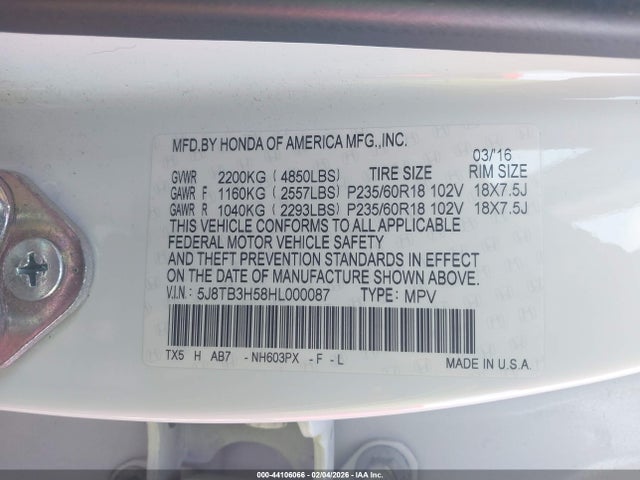 MFD.BY HONDA OF AMERICA MFG.,INC.
03/'16
GVWR 2200KG ( 4850LBS) TIRE SIZE RIM SIZE
GAWR F 1160KG ( 2557LBS) P235/60R18 102V 18X7.5J
GAWR R 1040KG ( 2293LBS) P235/60R18 102V 18X7.5J
THIS VEHICLE CONFORMS TO ALL APPLICABLE
FEDERAL MOTOR VEHICLE SAFETY
AND THEFT PREVENTION STANDARDS IN EFFECT
ON THE DATE OF MANUFACTURE SHOWN ABOVE.
V.I.N.: 5J8TB3H58HL000087 TYPE: MPV
TX5 H AB7 -NH603PX -F-L
MADE IN U.S.A.
000-44106066 - 02/04/2026 - IAAI.com